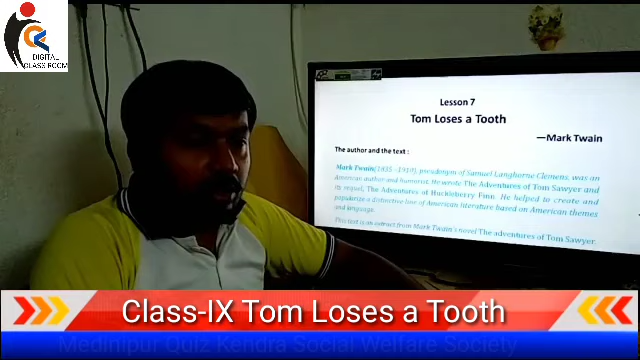 DIGITAL
CLASS ROOM
Lesson 7
Tom Loses a Tooth
—Mark Twain
The author and the text :
Mark Twain(1835–1910), pseudonym of Samuel Langhorne Clemens, was an
American author and humorist. He wrote The Adventures of Tom Sawyer and
its sequel, The Adventures of Huckleberry Finn. He helped to create and
popularize a distinctive line of American literature based on American themes
and language.
This text is an extract from Mark Twain's novel The adventures of Tom Sawyer.
Class-IX Tom Loses a Tooth
Medinipur Quiz Kendra Social Welfare Society